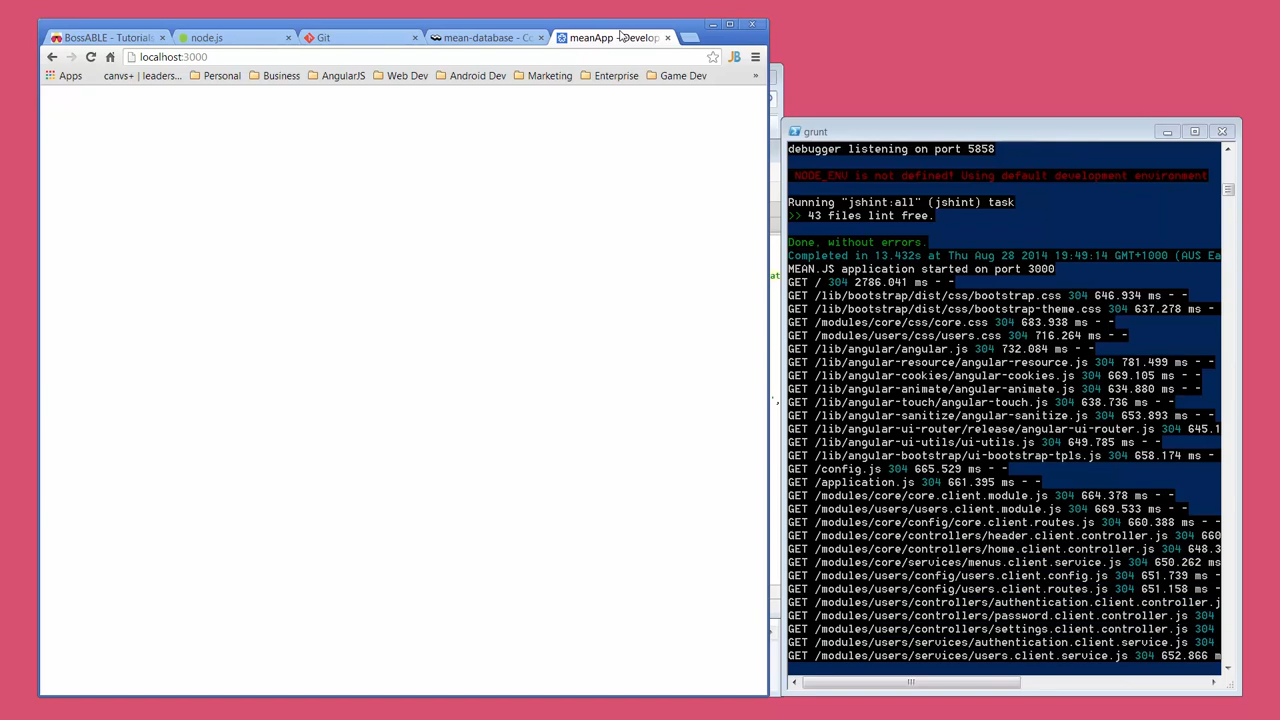 BossABLE - Tutorials
node.js
Git
mean-database - Co
meanApp - Develop
localhost:3000
Apps
canvs+ | leaders...
Personal
Business
AngularJS
Web Dev
Android Dev
Marketing
Enterprise
Game Dev
»
grunt
debugger listening on port 5858
NODE_ENV is not defined! Using default development environment
Running "jshint:all" (jshint) task
>> 43 files lint free.
Done, without errors.
Completed in 13.432s at Thu Aug 28 2014 19:49:14 GMT+1000 (AUS Ea
MEAN.JS application started on port 3000
GET / 304 2786.041 ms - -
GET /lib/bootstrap/dist/css/bootstrap.css 304 646.934 ms - -
GET /lib/bootstrap/dist/css/bootstrap-theme.css 304 637.278 ms -
GET /modules/core/css/core.css 304 683.938 ms - -
GET /modules/users/css/users.css 304 716.264 ms - -
GET /lib/angular/angular.js 304 732.084 ms - -
GET /lib/angular-resource/angular-resource.js 304 781.499 ms - -
GET /lib/angular-cookies/angular-cookies.js 304 669.105 ms - -
GET /lib/angular-animate/angular-animate.js 304 634.880 ms - -
GET /lib/angular-touch/angular-touch.js 304 638.736 ms - -
GET /lib/angular-sanitize/angular-sanitize.js 304 653.893 ms - -
GET /lib/angular-ui-router/release/angular-ui-router.js 304 645.1
GET /lib/angular-ui-utils/ui-utils.js 304 649.785 ms - -
GET /lib/angular-bootstrap/ui-bootstrap-tpls.js 304 658.174 ms - -
GET /config.js 304 665.529 ms - -
GET /application.js 304 661.395 ms - -
GET /modules/core/core.client.module.js 304 664.378 ms - -
GET /modules/users/users.client.module.js 304 669.533 ms - -
GET /modules/core/config/core.client.routes.js 304 660.388 ms - -
GET /modules/core/controllers/header.client.controller.js 304 660
GET /modules/core/controllers/home.client.controller.js 304 648.3
GET /modules/core/services/menus.client.service.js 304 650.262 ms
GET /modules/users/config/users.client.config.js 304 651.739 ms -
GET /modules/users/config/users.client.routes.js 304 651.158 ms -
GET /modules/users/controllers/authentication.client.controller.j
GET /modules/users/controllers/password.client.controller.js 304
GET /modules/users/controllers/settings.client.controller.js 304
GET /modules/users/services/authentication.client.service.js 304
GET /modules/users/services/users.client.service.js 304 652.866 m